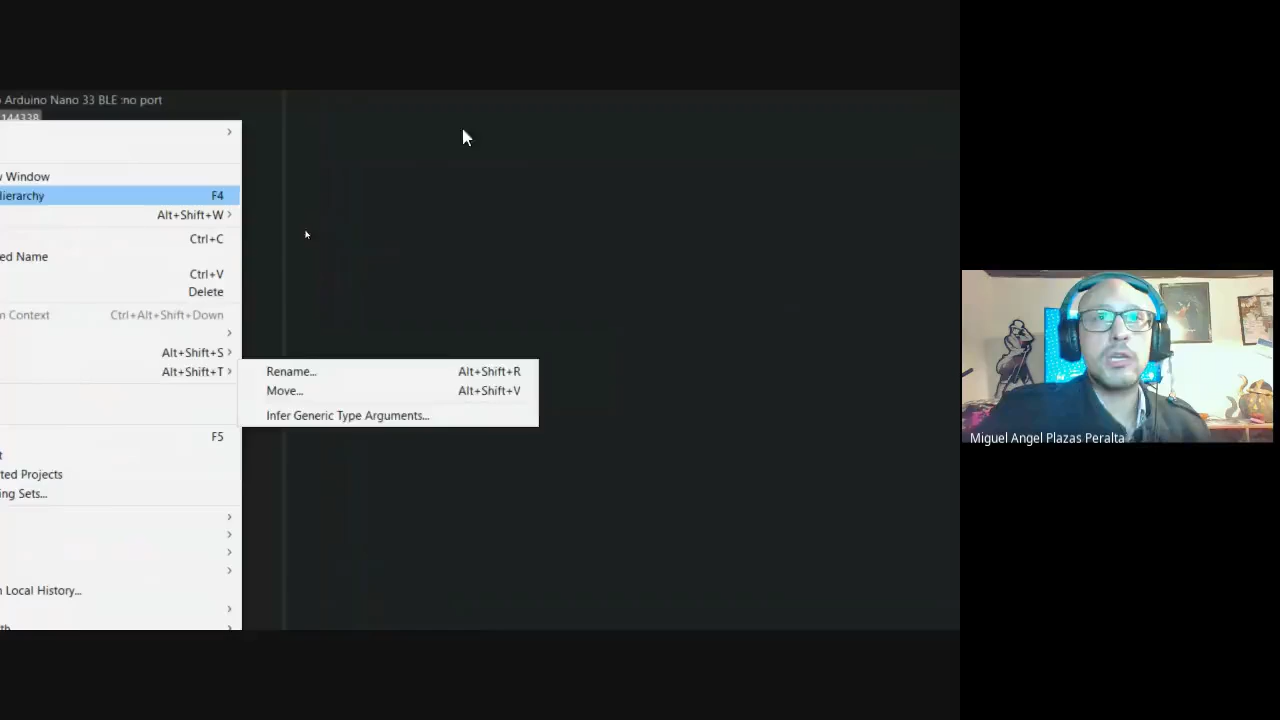 Arduino Nano 33 BLE :no port
144338
Window
Hierarchy F4
Alt+Shift+W
Ctrl+C
ed Name
Ctrl+V
Delete
Context Ctrl+Alt+Shift+Down
Alt+Shift+S
Alt+Shift+T
Rename... Alt+Shift+R
Move... Alt+Shift+V
Infer Generic Type Arguments...
F5
t
ted Projects
ing Sets...
Local History...
Miguel Angel Plazas Peralta